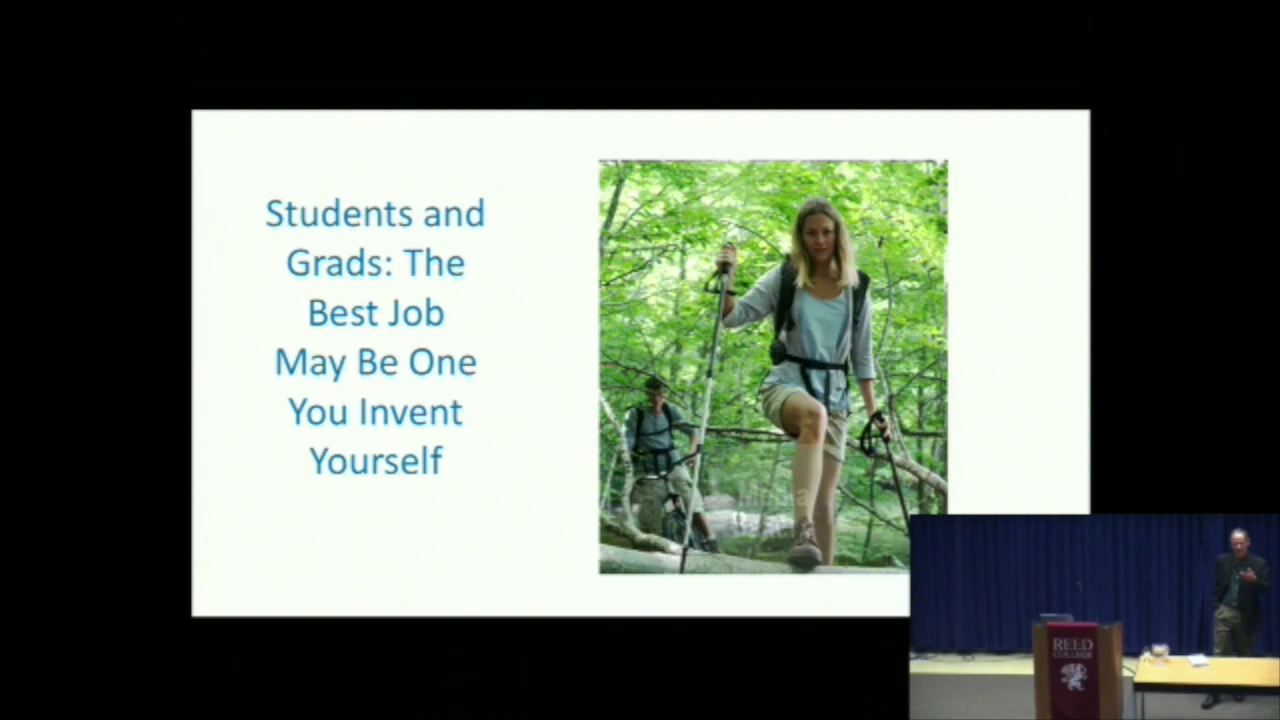 Students and
Grads: The
Best Job
May Be One
You Invent
Yourself
REED
COLLEGE